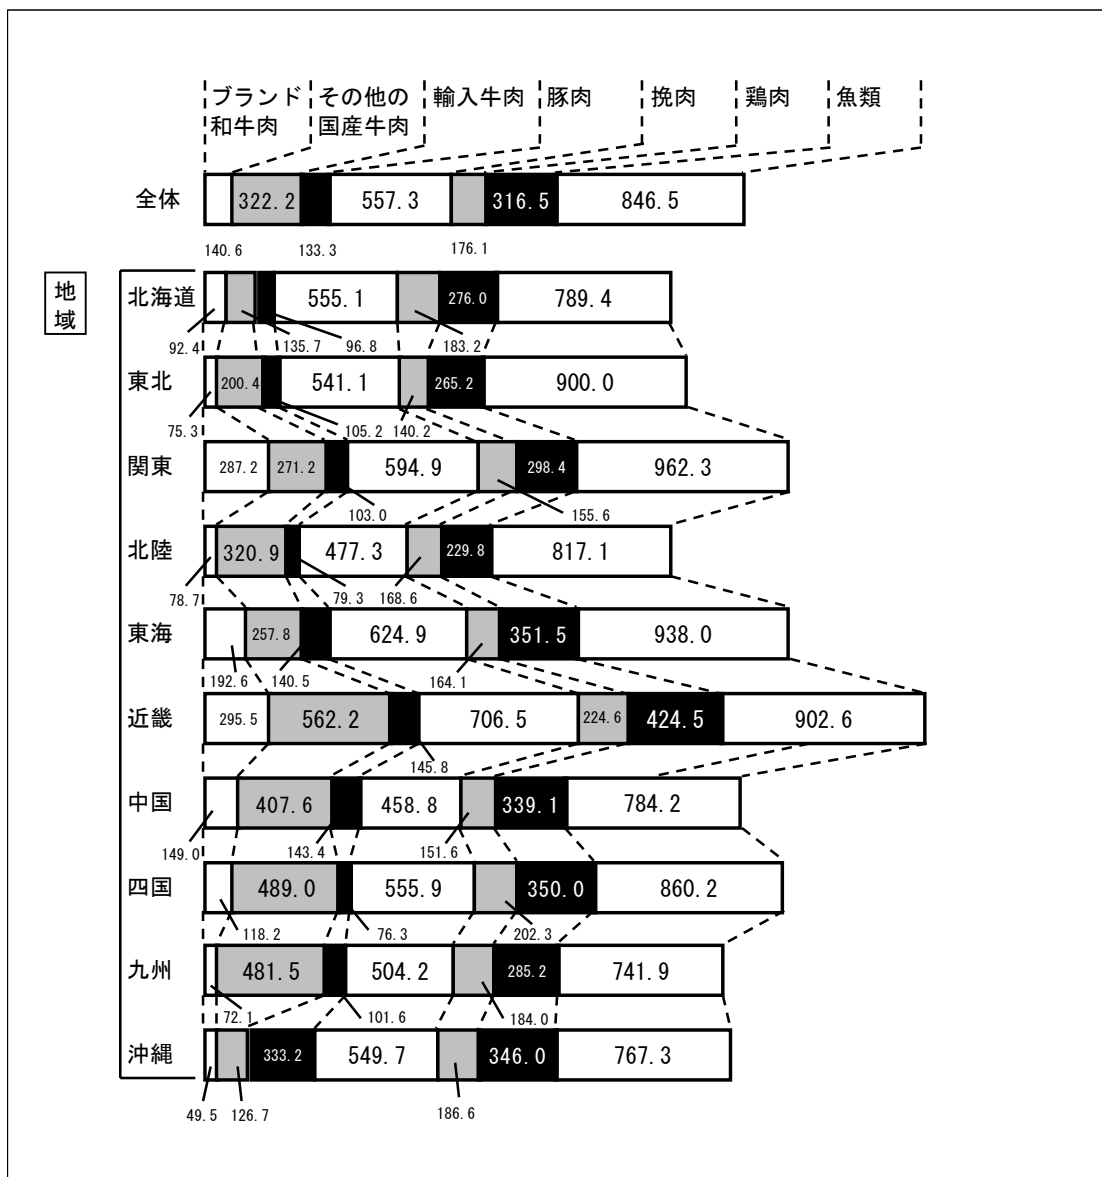 ブランド 和牛肉
その他の 国産牛肉
輸入牛肉
豚肉
挽肉
鶏肉
魚類
全体 322.2 557.3 316.5 846.5
140.6 133.3 176.1
地域
北海道 555.1 276.0 789.4
92.4 135.7 96.8 183.2
東北 200.4 541.1 265.2 900.0
75.3 105.2 140.2
関東 287.2 271.2 594.9 298.4 962.3
103.0 155.6
北陸 320.9 477.3 229.8 817.1
78.7 79.3 168.6
東海 257.8 624.9 351.5 938.0
192.6 140.5 164.1
近畿 295.5 562.2 706.5 224.6 424.5 902.6
145.8
中国 407.6 458.8 339.1 784.2
149.0 143.4 151.6
四国 489.0 555.9 350.0 860.2
118.2 76.3 202.3
九州 481.5 504.2 285.2 741.9
72.1 101.6 184.0
沖縄 333.2 549.7 346.0 767.3
49.5 126.7 186.6